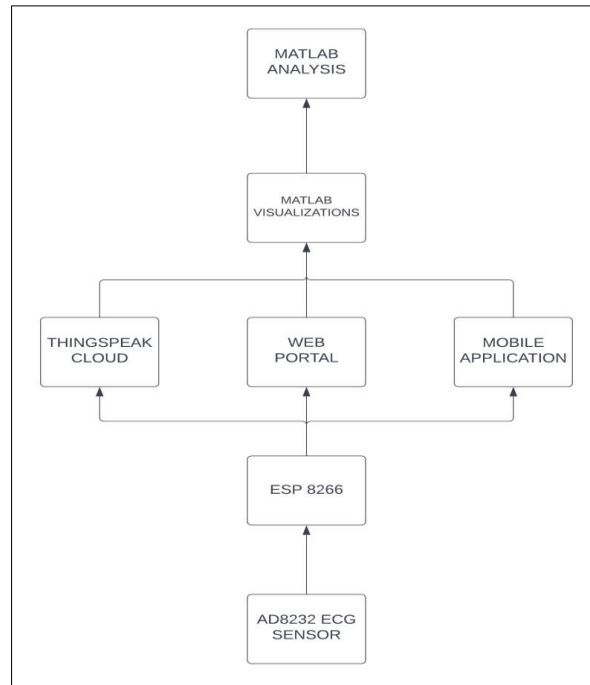 MATLAB
ANALYSIS
MATLAB
VISUALIZATIONS
THINGSPEAK
CLOUD
WEB
PORTAL
MOBILE
APPLICATION
ESP 8266
AD8232 ECG
SENSOR